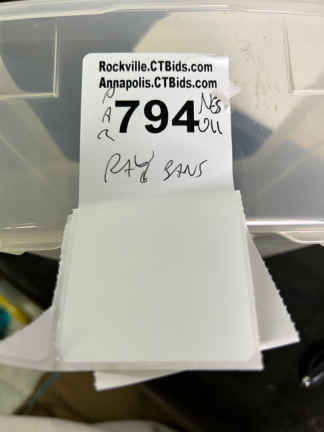 Rockville.CTBids.com
Annapolis.CTBids.com
794
RAY BANS